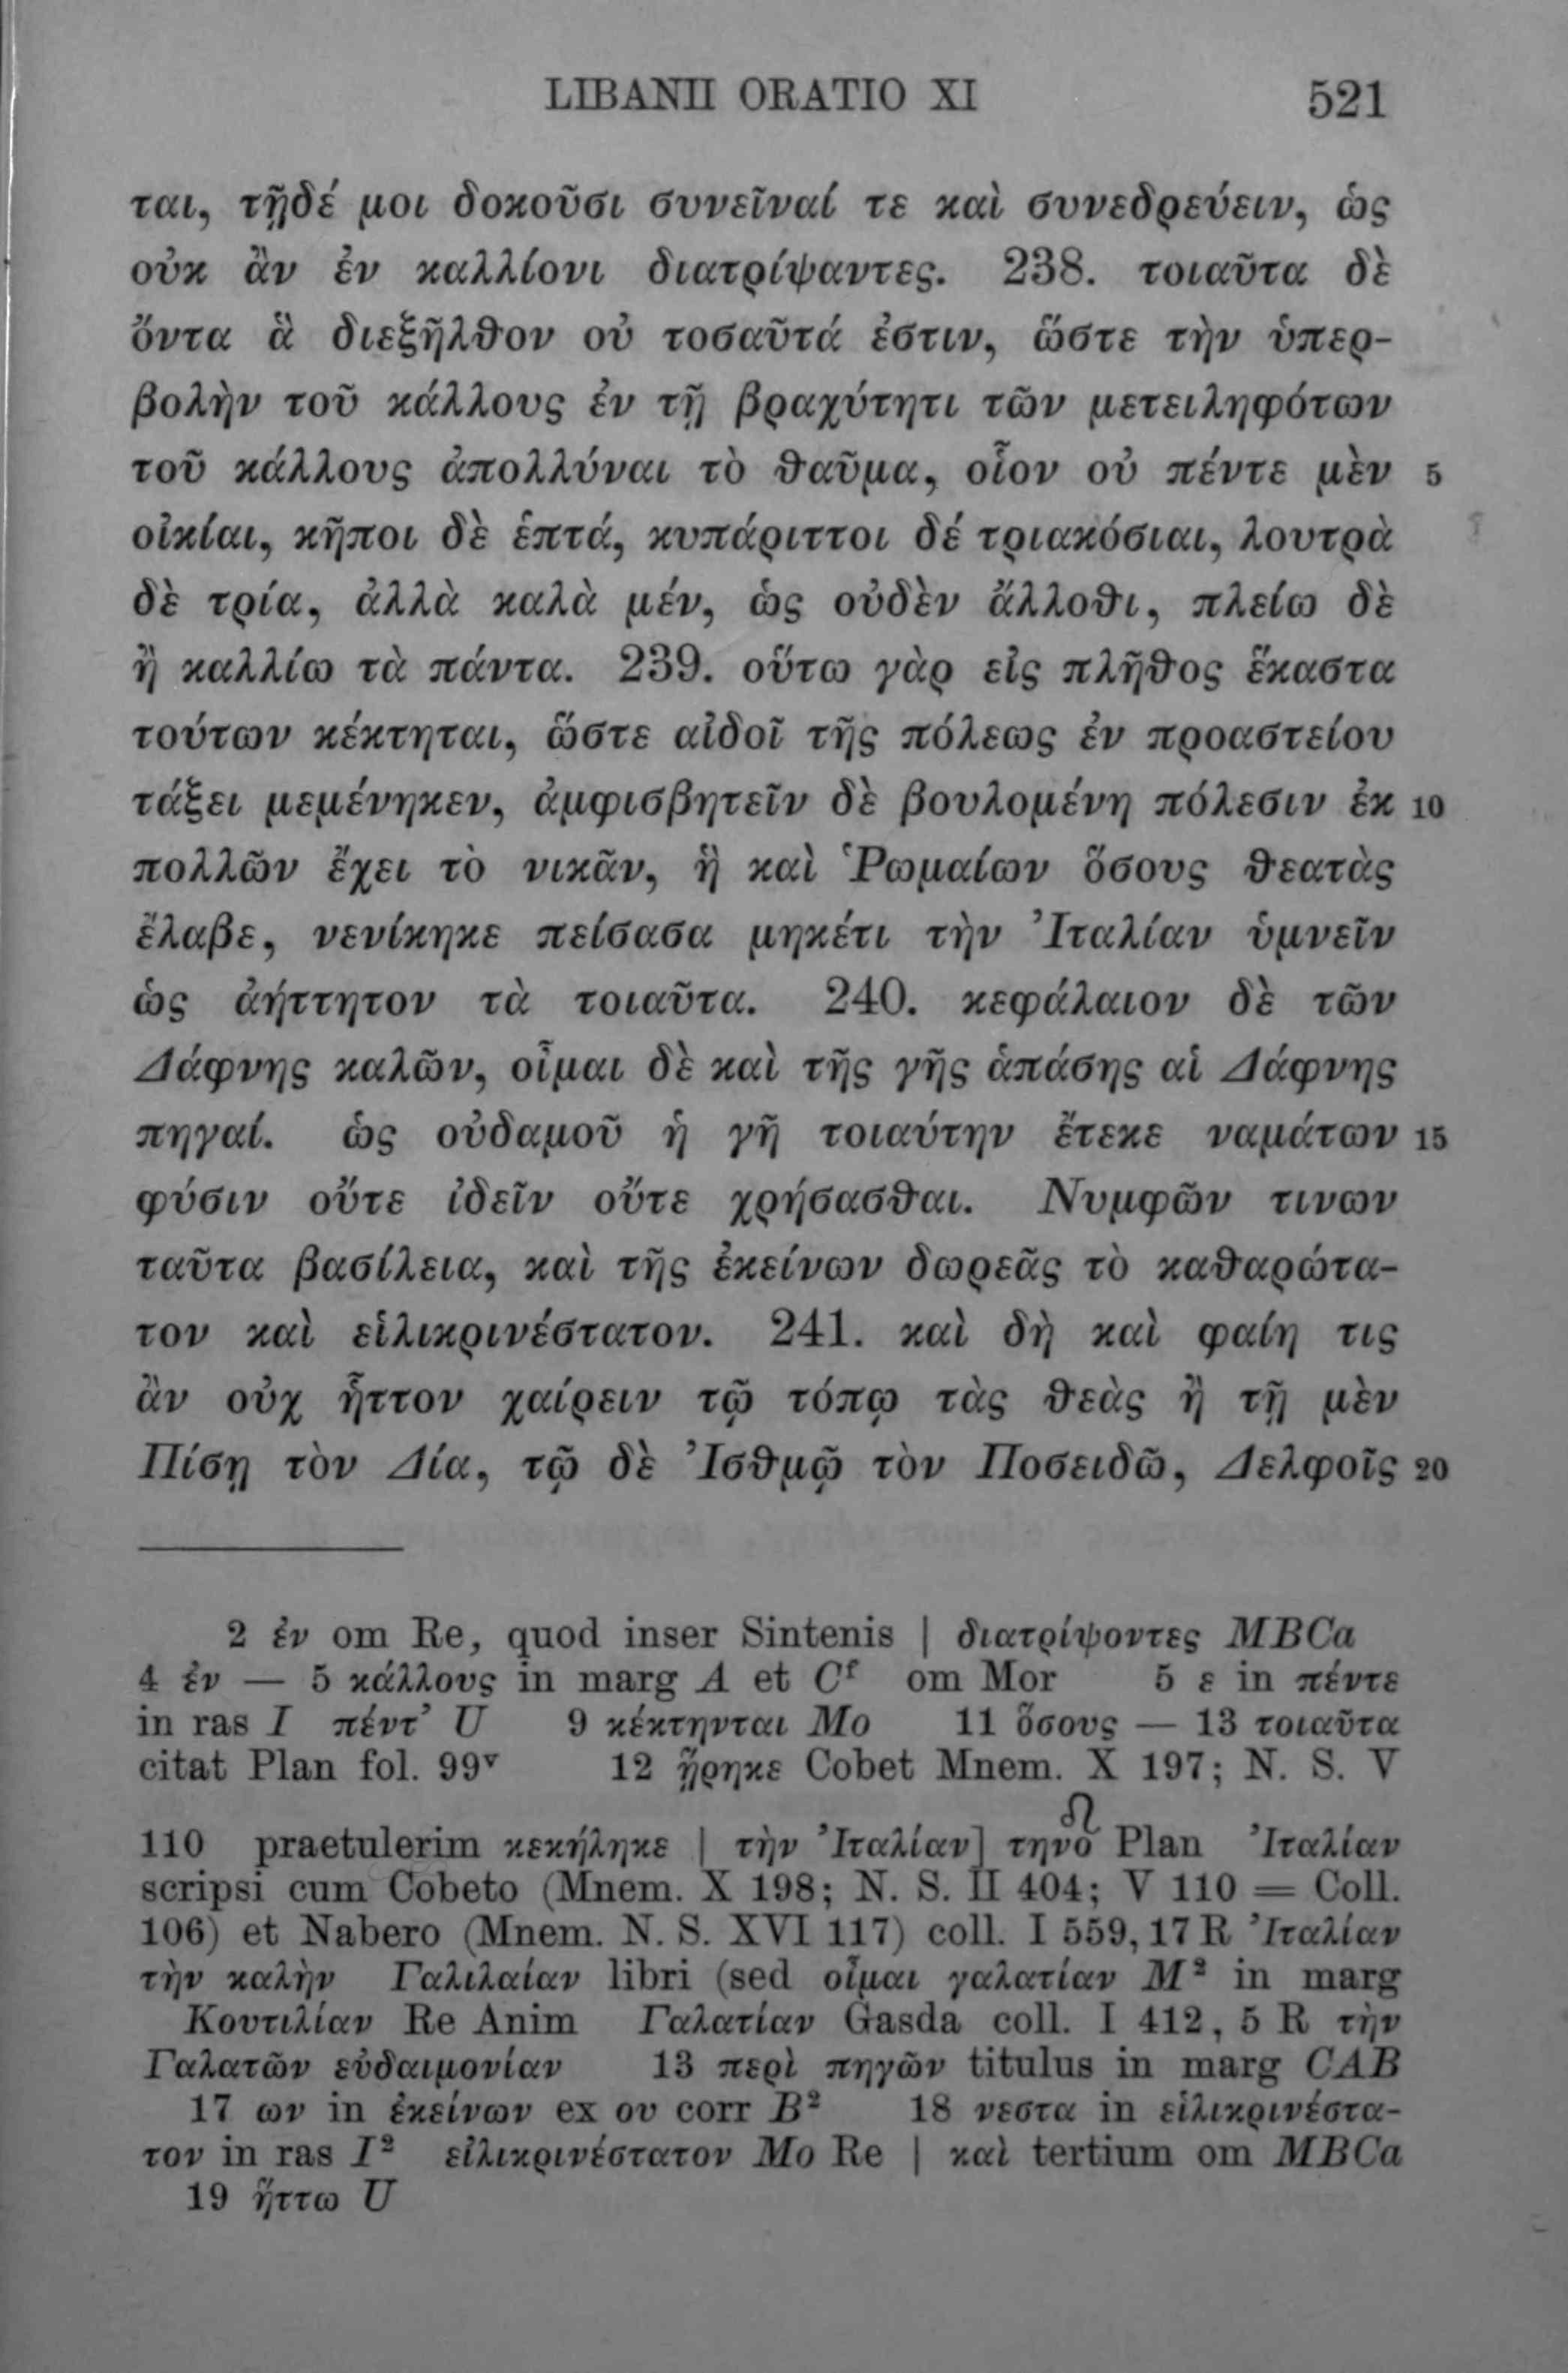 LIBANII ORATIO XI 521
ται, τῇδέ μοι δοκοῦσι συνεῖναί τε καὶ συνεδρεύειν, ὡς
οὐκ ἂν ἐν καλλίονι διατρίψαντες. 238. τοιαῦτα δὲ
ὄντα ἃ διεξῆλθον οὐ τοσαῦτά ἐστιν, ὥστε τὴν ὑπερ-
βολὴν τοῦ κάλλους ἐν τῇ βραχύτητι τῶν μετειληφότων
τοῦ κάλλους ἀπολλύναι τὸ θαῦμα, οἷον οὐ πέντε μὲν 5
οἰκίαι, κῆποι δὲ ἑπτά, κυπάριττοι δέ τριακόσιαι, λουτρὰ
δὲ τρία, ἀλλὰ καλὰ μέν, ὡς οὐδὲν ἄλλοθι, πλείω δὲ
ἢ καλλίω τὰ πάντα. 239. οὕτω γὰρ εἰς πλῆθος ἕκαστα
τούτων κέκτηται, ὥστε αἰδοῖ τῆς πόλεως ἐν προαστείου
τάξει μεμένηκεν, ἀμφισβητεῖν δὲ βουλομένη πόλεσιν ἐκ 10
πολλῶν ἔχει τὸ νικᾶν, ἣ καὶ Ῥωμαίων ὅσους θεατὰς
ἔλαβε, νενίκηκε πείσασα μηκέτι τὴν Ἰταλίαν ὑμνεῖν
ὡς ἀήττητον τὰ τοιαῦτα. 240. κεφάλαιον δὲ τῶν
Δάφνης καλῶν, οἶμαι δὲ καὶ τῆς γῆς ἁπάσης αἱ Δάφνης
πηγαί. ὡς οὐδαμοῦ ἡ γῆ τοιαύτην ἔτεκε ναμάτων 15
φύσιν οὔτε ἰδεῖν οὔτε χρήσασθαι. Νυμφῶν τινων
ταῦτα βασίλεια, καὶ τῆς ἐκείνων δωρεᾶς τὸ καθαρώτα-
τον καὶ εἱλικρινέστατον. 241. καὶ δὴ καὶ φαίη τις
ἂν οὐχ ἧττον χαίρειν τῷ τόπῳ τὰς θεὰς ἢ τῇ μὲν
Πίσῃ τὸν Δία, τῷ δὲ Ἰσθμῷ τὸν Ποσειδῶ, Δελφοῖς 20
2 ἐν om Re, quod inser Sintenis | διατρίψοντες MBCa
4 ἐν — 5 κάλλους in marg A et Cᶠ om Mor 5 ε in πέντε
in ras I πέντ’ U 9 κέκτηνται Mo 11 ὅσους — 13 τοιαῦτα
citat Plan fol. 99ᵛ 12 ᾕρηκε Cobet Mnem. X 197; N. S. V
110 praetulerim κεκήληκε | τὴν Ἰταλίαν] τηνο Plan Ἰταλίαν
scripsi cum Cobeto (Mnem. X 198; N. S. II 404; V 110 = Coll.
106) et Nabero (Mnem. N. S. XVI 117) coll. I 559, 17 R Ἰταλίαν
τὴν καλὴν Γαλιλαίαν libri (sed οἶμαι γαλατίαν M² in marg
Κουτιλίαν Re Anim Γαλατίαν Gasda coll. I 412, 5 R τὴν
Γαλατῶν εὐδαιμονίαν 13 περὶ πηγῶν titulus in marg CAB
17 ων in ἐκείνων ex ου corr B² 18 νεστα in εἱλικρινέστα-
τον in ras I² εἰλικρινέστατον Mo Re | καὶ tertium om MBCa
19 ἥττω U